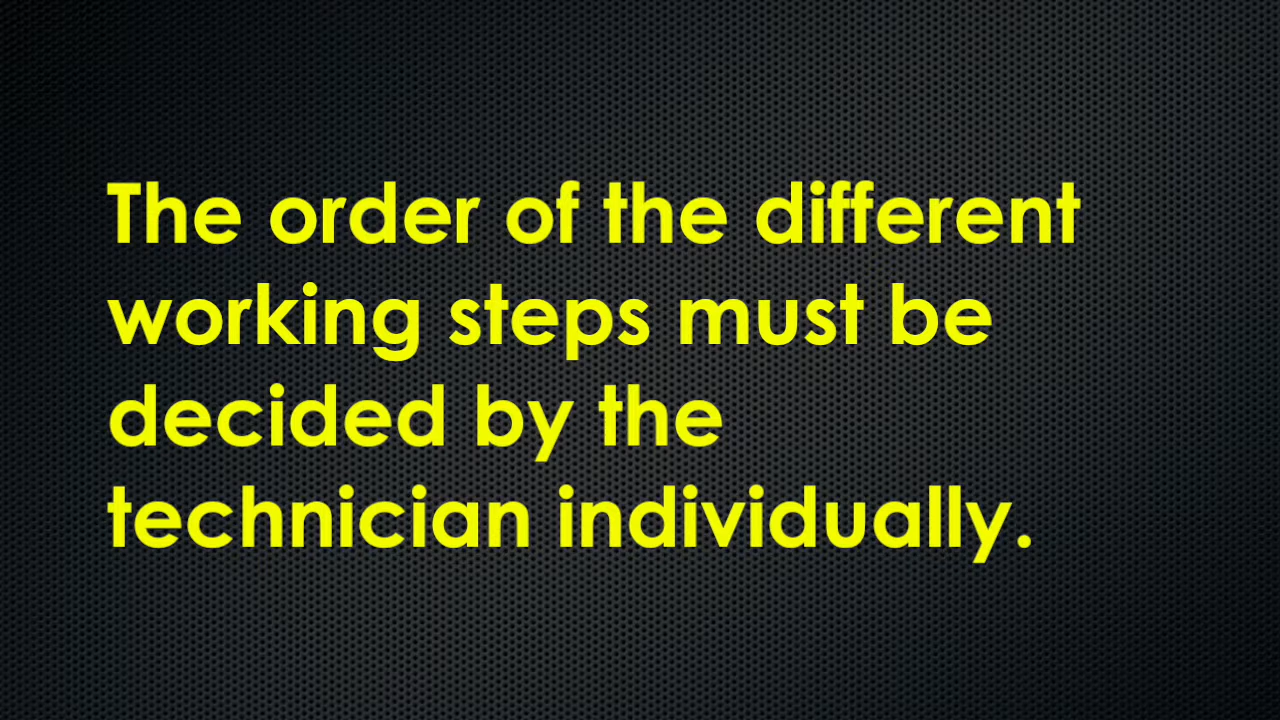 The order of the different
working steps must be
decided by the
technician individually.